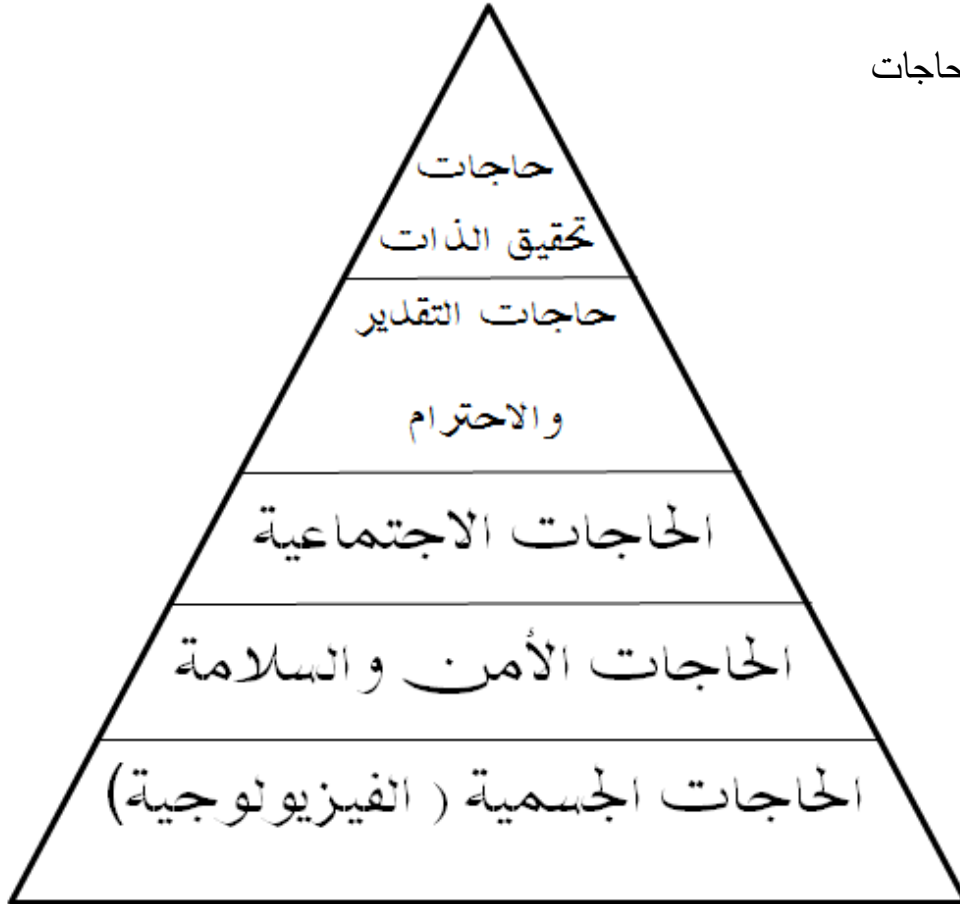 حاجات
حاجات
تحقيق الذات
حاجات التقدير
والاحترام
الحاجات الاجتماعية
الحاجات الأمن والسلامة
الحاجات الجسمية ( الفيزيولوجية)